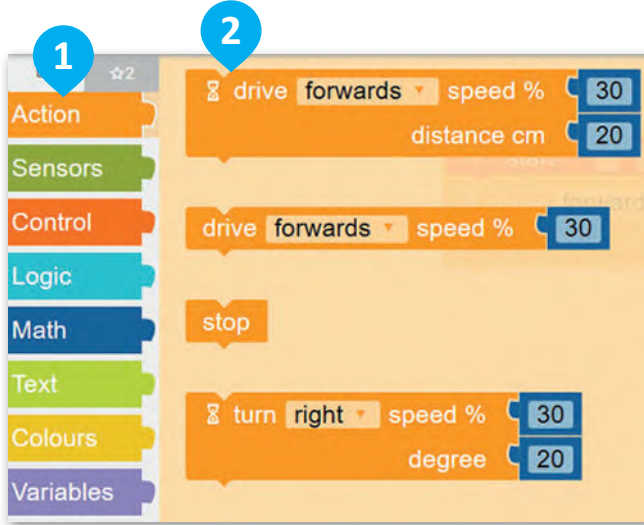 1
2
☆2
Action
Sensors
Control
Logic
Math
Text
Colours
Variables
drive forwards speed % 30
distance cm 20
drive forwards speed % 30
stop
turn right speed % 30
degree 20